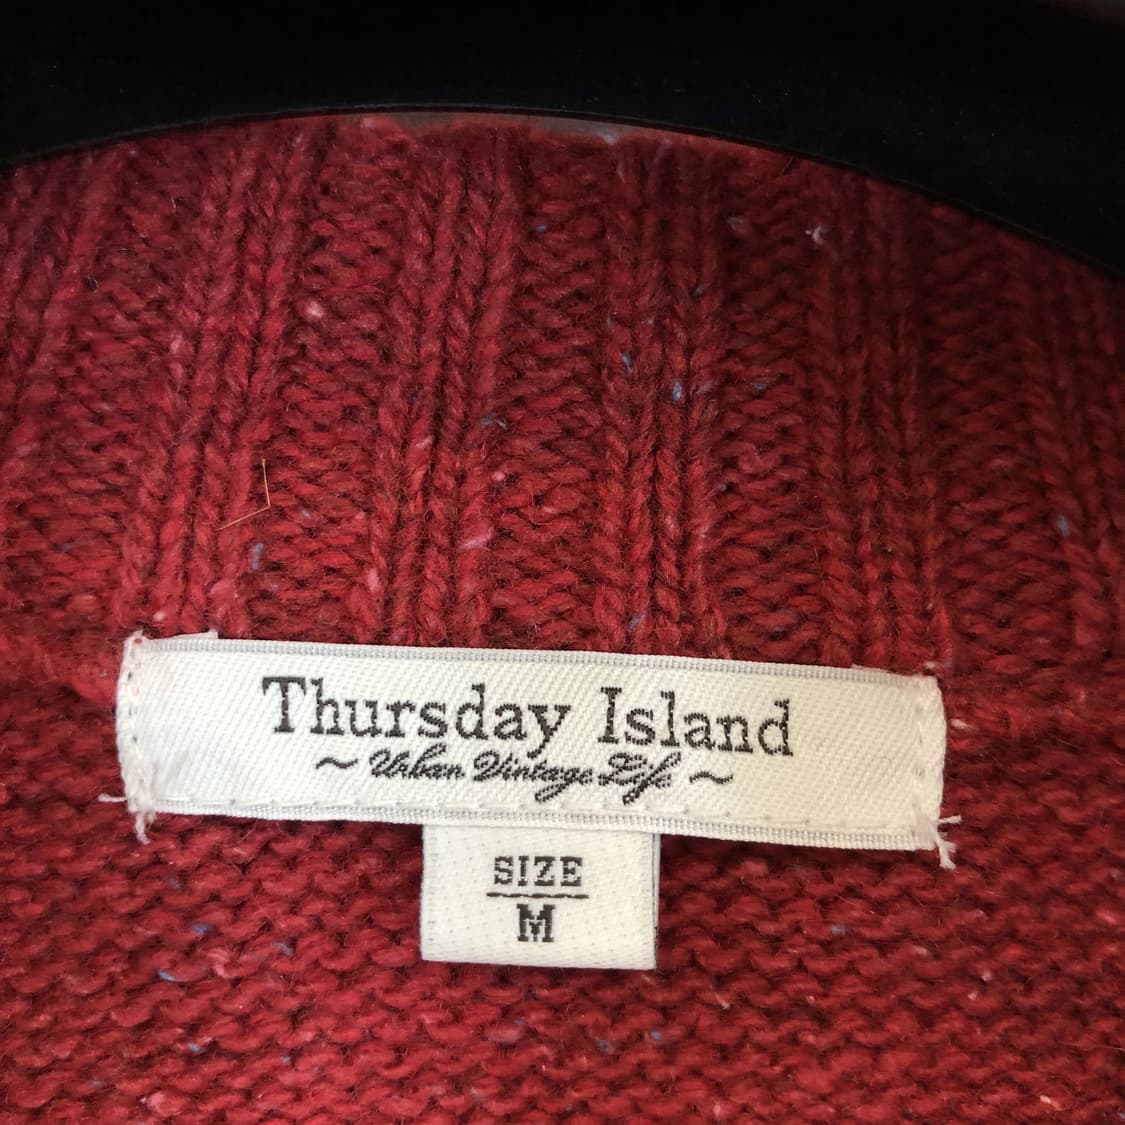 Thursday Island
~ Urban Vintage Life ~
SIZE
M